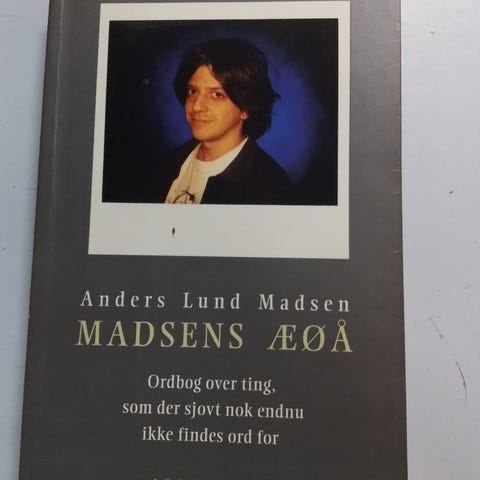 Anders Lund Madsen
MADSENS ÆØÅ
Ordbog over ting,
som der sjovt nok endnu
ikke findes ord for